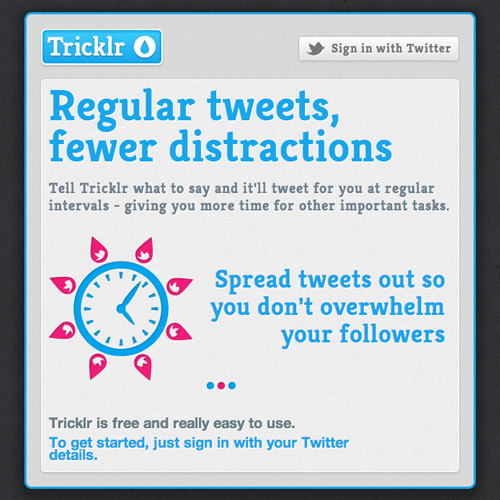 Tricklr
Sign in with Twitter
Regular tweets,
fewer distractions
Tell Tricklr what to say and it'll tweet for you at regular
intervals - giving you more time for other important tasks.
Spread tweets out so
you don't overwhelm
your followers
Tricklr is free and really easy to use.
To get started, just sign in with your Twitter
details.